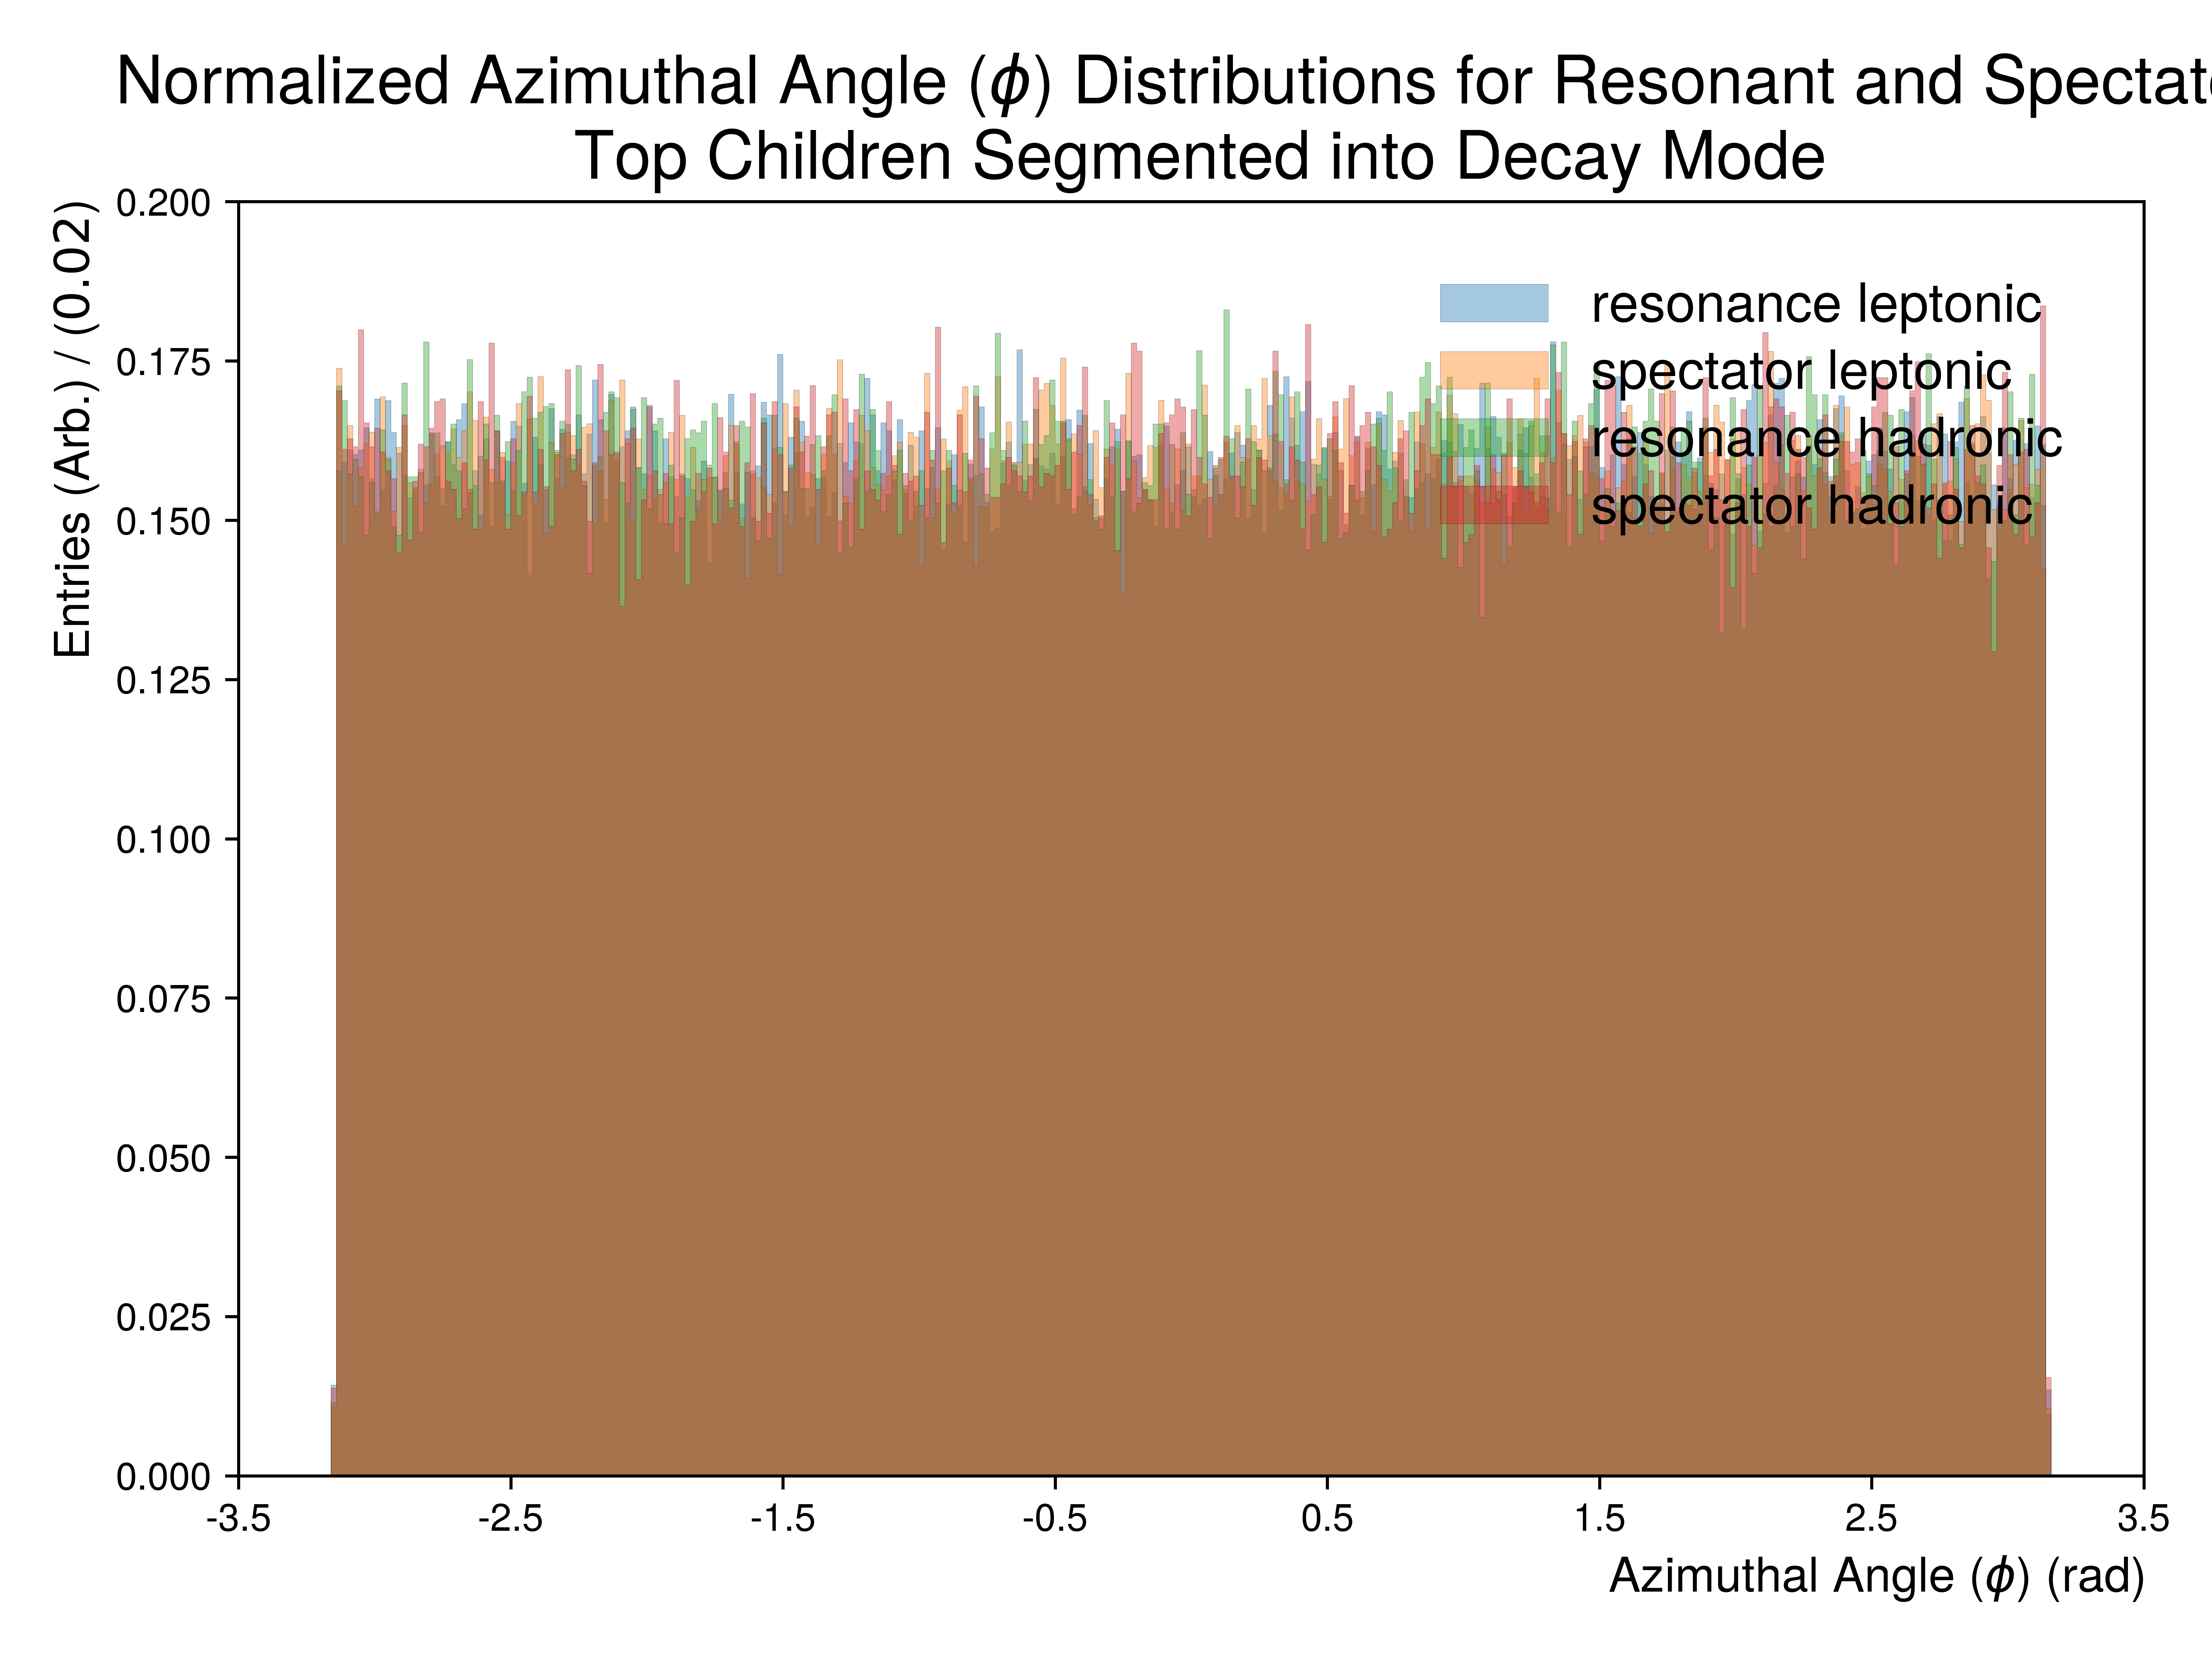 Normalized Azimuthal Angle (ϕ) Distributions for Resonant and
Top Children Segmented into Decay Mode
Entries (Arb.) / (0.02)
0.200
0.175
0.150
0.125
0.100
0.075
0.050
0.025
0.000
resonance leptonic
spectator leptonic
resonance hadronic
spectator hadronic
-3.5 -2.5 -1.5 -0.5 0.5 1.5 2.5 3.5
Azimuthal Angle (ϕ) (rad)